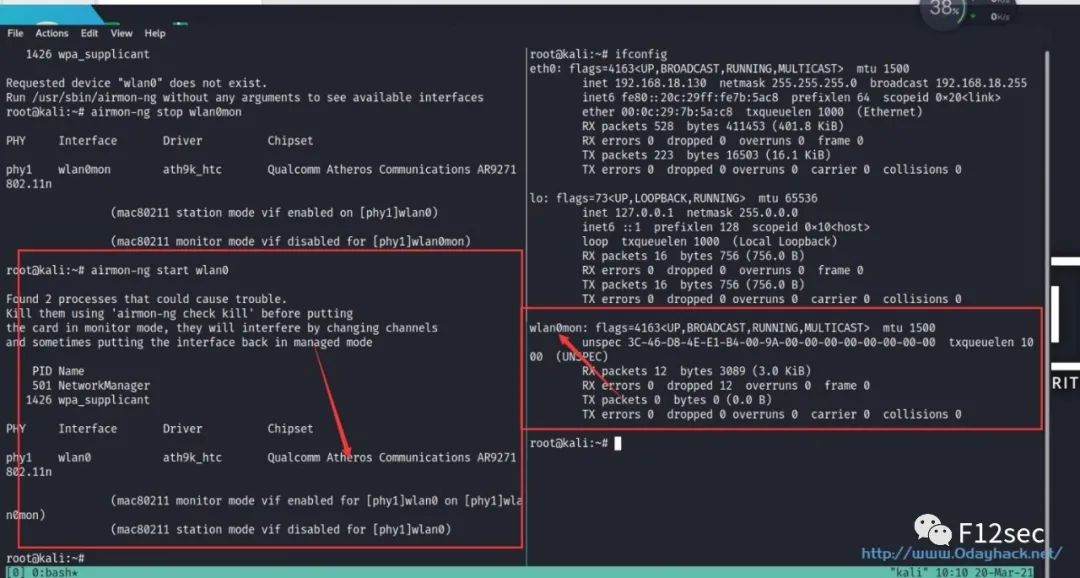 38%
0K/s
File Actions Edit View Help
1426 wpa_supplicant
Requested device "wlan0" does not exist.
Run /usr/sbin/airmon-ng without any arguments to see available interfaces
root@kali:~# airmon-ng stop wlan0mon
PHY Interface Driver Chipset
phy1 wlan0mon ath9k_htc Qualcomm Atheros Communications AR9271
802.11n
(mac80211 station mode vif enabled on [phy1]wlan0)
(mac80211 monitor mode vif disabled for [phy1]wlan0mon)
root@kali:~# airmon-ng start wlan0
Found 2 processes that could cause trouble.
Kill them using 'airmon-ng check kill' before putting
the card in monitor mode, they will interfere by changing channels
and sometimes putting the interface back in managed mode
PID Name
501 NetworkManager
1426 wpa_supplicant
PHY Interface Driver Chipset
phy1 wlan0 ath9k_htc Qualcomm Atheros Communications AR9271
802.11n
(mac80211 monitor mode vif enabled for [phy1]wlan0 on [phy1]wla
n0mon)
(mac80211 station mode vif disabled for [phy1]wlan0)
root@kali:~#
root@kali:~# ifconfig
eth0: flags=4163<UP,BROADCAST,RUNNING,MULTICAST> mtu 1500
inet 192.168.18.130 netmask 255.255.255.0 broadcast 192.168.18.255
inet6 fe80::20c:29ff:fe7b:5ac8 prefixlen 64 scopeid 0×20<link>
ether 00:0c:29:7b:5a:c8 txqueuelen 1000 (Ethernet)
RX packets 528 bytes 411453 (401.8 KiB)
RX errors 0 dropped 0 overruns 0 frame 0
TX packets 223 bytes 16503 (16.1 KiB)
TX errors 0 dropped 0 overruns 0 carrier 0 collisions 0
lo: flags=73<UP,LOOPBACK,RUNNING> mtu 65536
inet 127.0.0.1 netmask 255.0.0.0
inet6 ::1 prefixlen 128 scopeid 0×10<host>
loop txqueuelen 1000 (Local Loopback)
RX packets 16 bytes 756 (756.0 B)
RX errors 0 dropped 0 overruns 0 frame 0
TX packets 16 bytes 756 (756.0 B)
TX errors 0 dropped 0 overruns 0 carrier 0 collisions 0
wlan0mon: flags=4163<UP,BROADCAST,RUNNING,MULTICAST> mtu 1500
unspec 3C-46-D8-4E-E1-B4-00-9A-00-00-00-00-00-00-00-00 txqueuelen 10
00 (UNSPEC)
RX packets 12 bytes 3089 (3.0 KiB)
RX errors 0 dropped 12 overruns 0 frame 0
TX packets 0 bytes 0 (0.0 B)
TX errors 0 dropped 0 overruns 0 carrier 0 collisions 0
root@kali:~#
RIT
F12sec
http://www.0dayhack.net/
[0] 0:bash*
"kali" 10:10 20-Mar-21